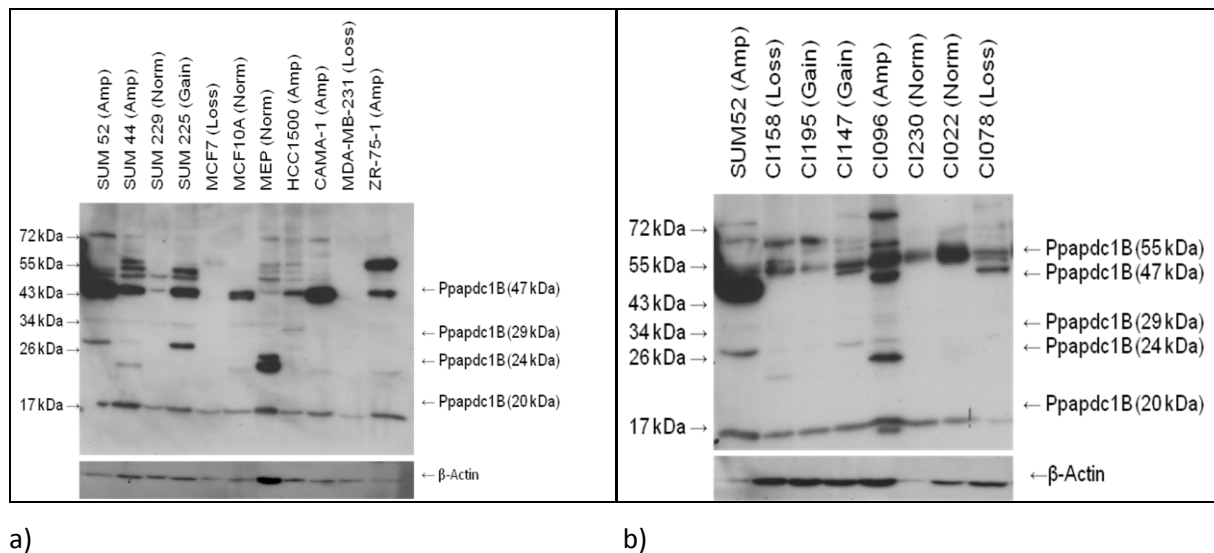 SUM 52 (Amp)
SUM 44 (Amp)
SUM 229 (Norm)
SUM 225 (Gain)
MCF7 (Loss)
MCF10A (Norm)
MEP (Norm)
HCC1500 (Amp)
CAMA-1 (Amp)
MDA-MB-231 (Loss)
ZR-75-1 (Amp)
72 kDa →
55 kDa →
43 kDa →
34 kDa →
26 kDa →
17 kDa →
← Ppapdc1B (47 kDa)
← Ppapdc1B (29 kDa)
← Ppapdc1B (24 kDa)
← Ppapdc1B (20 kDa)
← β-Actin
a)
SUM52 (Amp)
CI158 (Loss)
CI195 (Gain)
CI147 (Gain)
CI096 (Amp)
CI230 (Norm)
CI022 (Norm)
CI078 (Loss)
72 kDa →
55 kDa →
43 kDa →
34 kDa →
26 kDa →
17 kDa →
← Ppapdc1B (55 kDa)
← Ppapdc1B (47 kDa)
← Ppapdc1B (29 kDa)
← Ppapdc1B (24 kDa)
← Ppapdc1B (20 kDa)
←β-Actin
b)